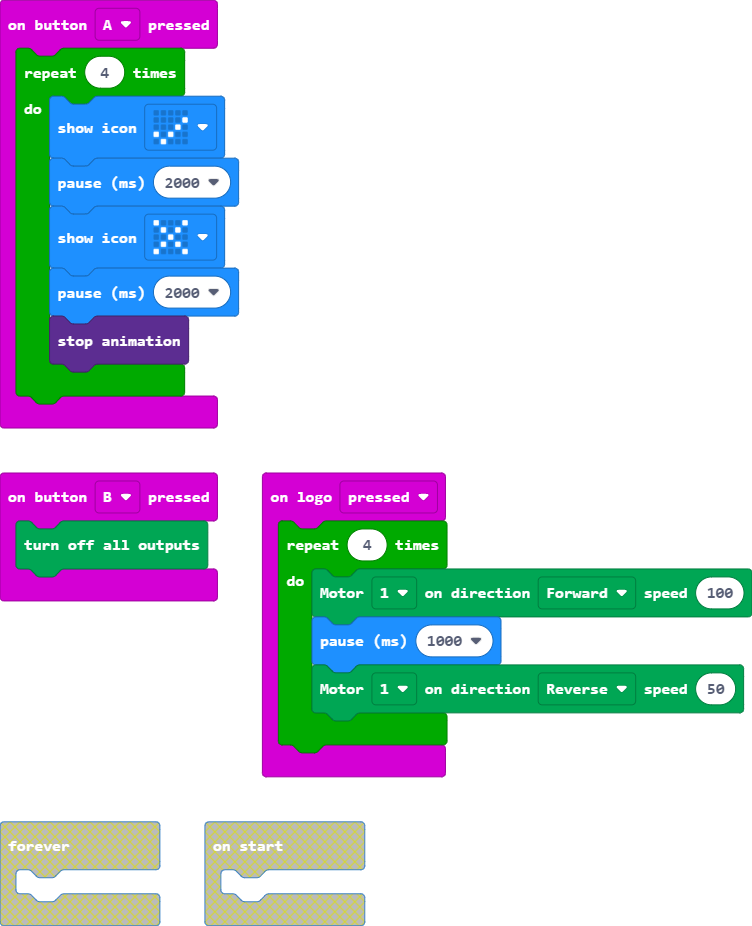 on button A pressed
repeat 4 times
do
show icon
pause (ms) 2000
show icon
pause (ms) 2000
stop animation
on button B pressed
turn off all outputs
on logo pressed
repeat 4 times
do
Motor 1 on direction Forward speed 100
pause (ms) 1000
Motor 1 on direction Reverse speed 50
forever
on start